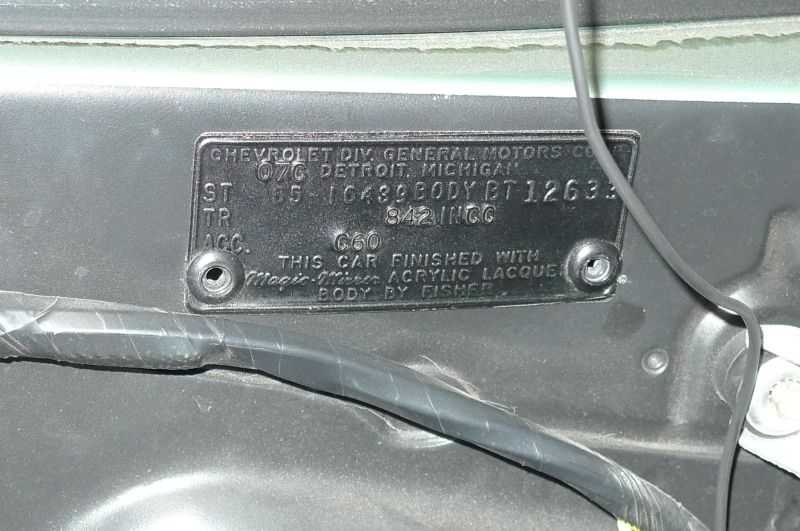 CHEVROLET DIV. GENERAL MOTORS CORP.
07C DETROIT, MICHIGAN
ST 65-10439 BODY BT 12633
TR 842 INCC
ACC. C60
THIS CAR FINISHED WITH
Magic-Mirror ACRYLIC LACQUER
BODY BY FISHER